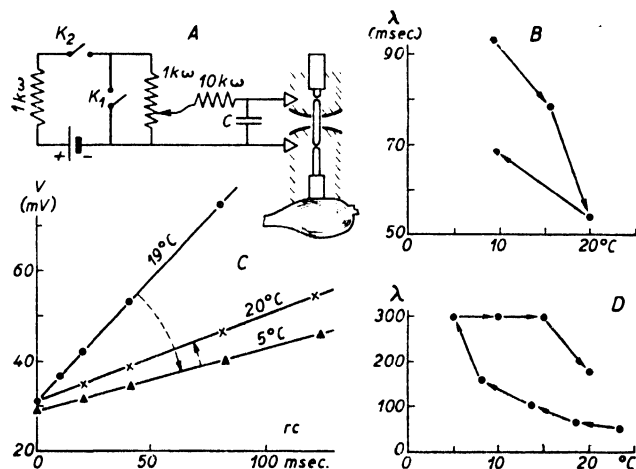 K2
A
1kω
K1
1kω
10kω
C
+ -
λ
(msec.)
B
90
70
50
0
10
20°C
V
(mV)
60
40
20
19°C
C
20°C
5°C
rc
0
50
100 msec.
λ
D
300
200
100
0
0
10
20 °C